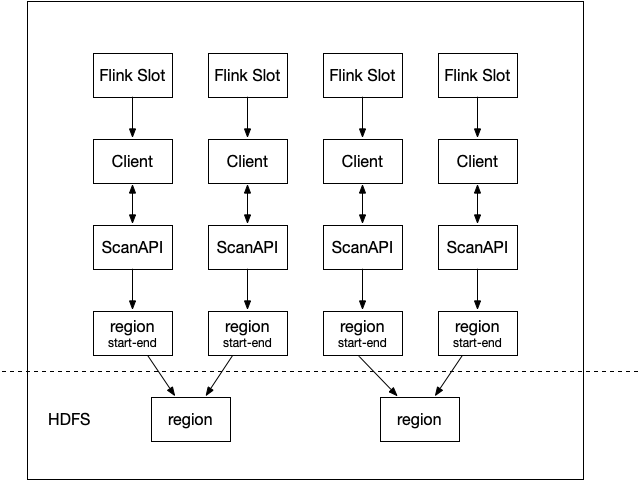 Flink Slot
Flink Slot
Flink Slot
Flink Slot
Client
Client
Client
Client
ScanAPI
ScanAPI
ScanAPI
ScanAPI
region
start-end
region
start-end
region
start-end
region
start-end
HDFS
region
region